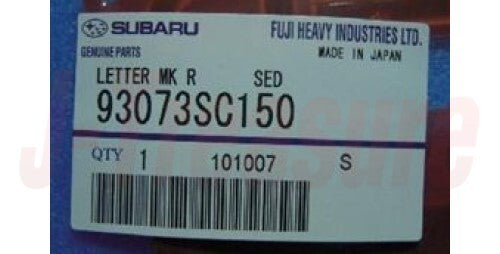 SUBARU FUJI HEAVY INDUSTRIES LTD.
GENUINE PARTS MADE IN JAPAN
LETTER MK R SED
93073SC150
QTY 1 101007 S